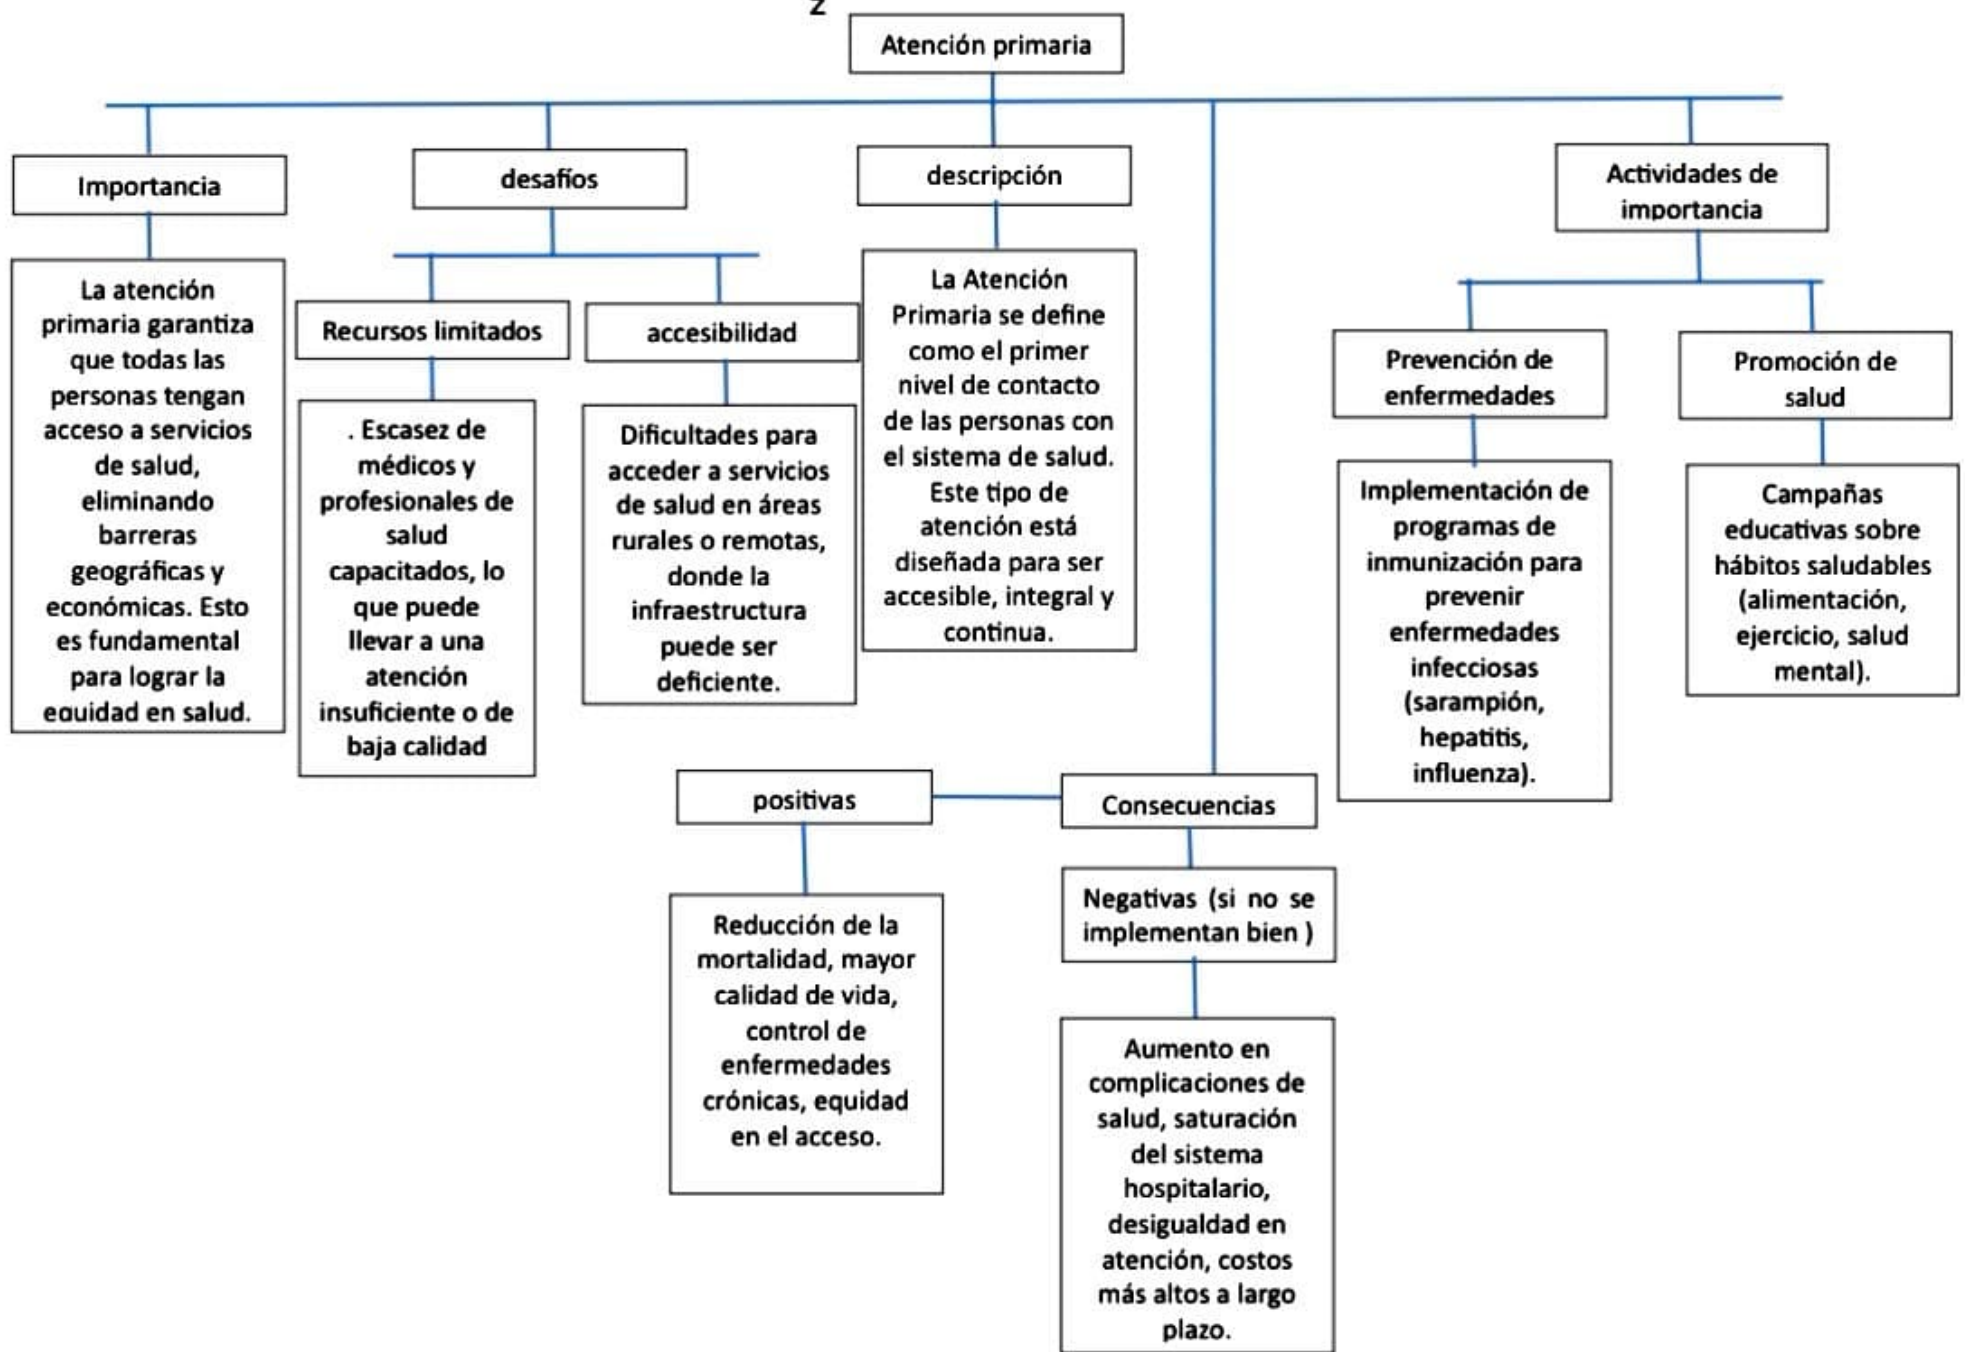 z
Atención primaria
Importancia
La atención
primaria garantiza
que todas las
personas tengan
acceso a servicios
de salud,
eliminando
barreras
geográficas y
económicas. Esto
es fundamental
para lograr la
equidad en salud.
desafíos
Recursos limitados
. Escasez de
médicos y
profesionales de
salud
capacitados, lo
que puede
llevar a una
atención
insuficiente o de
baja calidad
accesibilidad
Dificultades para
acceder a servicios
de salud en áreas
rurales o remotas,
donde la
infraestructura
puede ser
deficiente.
descripción
La Atención
Primaria se define
como el primer
nivel de contacto
de las personas con
el sistema de salud.
Este tipo de
atención está
diseñada para ser
accesible, integral y
continua.
Consecuencias
positivas
Reducción de la
mortalidad, mayor
calidad de vida,
control de
enfermedades
crónicas, equidad
en el acceso.
Negativas (si no se
implementan bien )
Aumento en
complicaciones de
salud, saturación
del sistema
hospitalario,
desigualdad en
atención, costos
más altos a largo
plazo.
Actividades de
importancia
Prevención de
enfermedades
Implementación de
programas de
inmunización para
prevenir
enfermedades
infecciosas
(sarampión,
hepatitis,
influenza).
Promoción de
salud
Campañas
educativas sobre
hábitos saludables
(alimentación,
ejercicio, salud
mental).